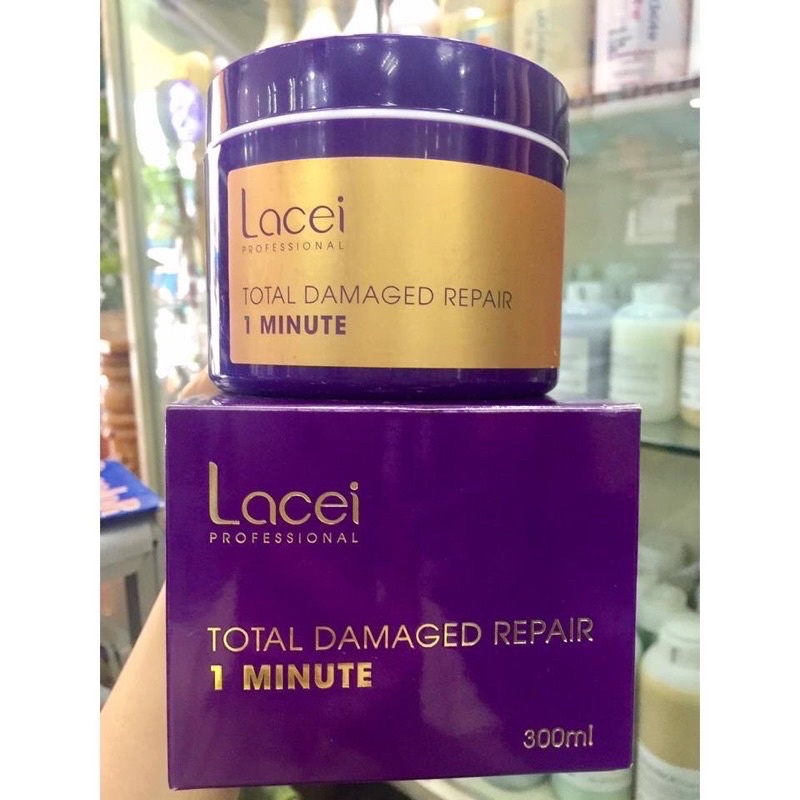 Lacei
PROFESSIONAL
TOTAL DAMAGED REPAIR
1 MINUTE
Lacei
PROFESSIONAL
TOTAL DAMAGED REPAIR
1 MINUTE
300ml